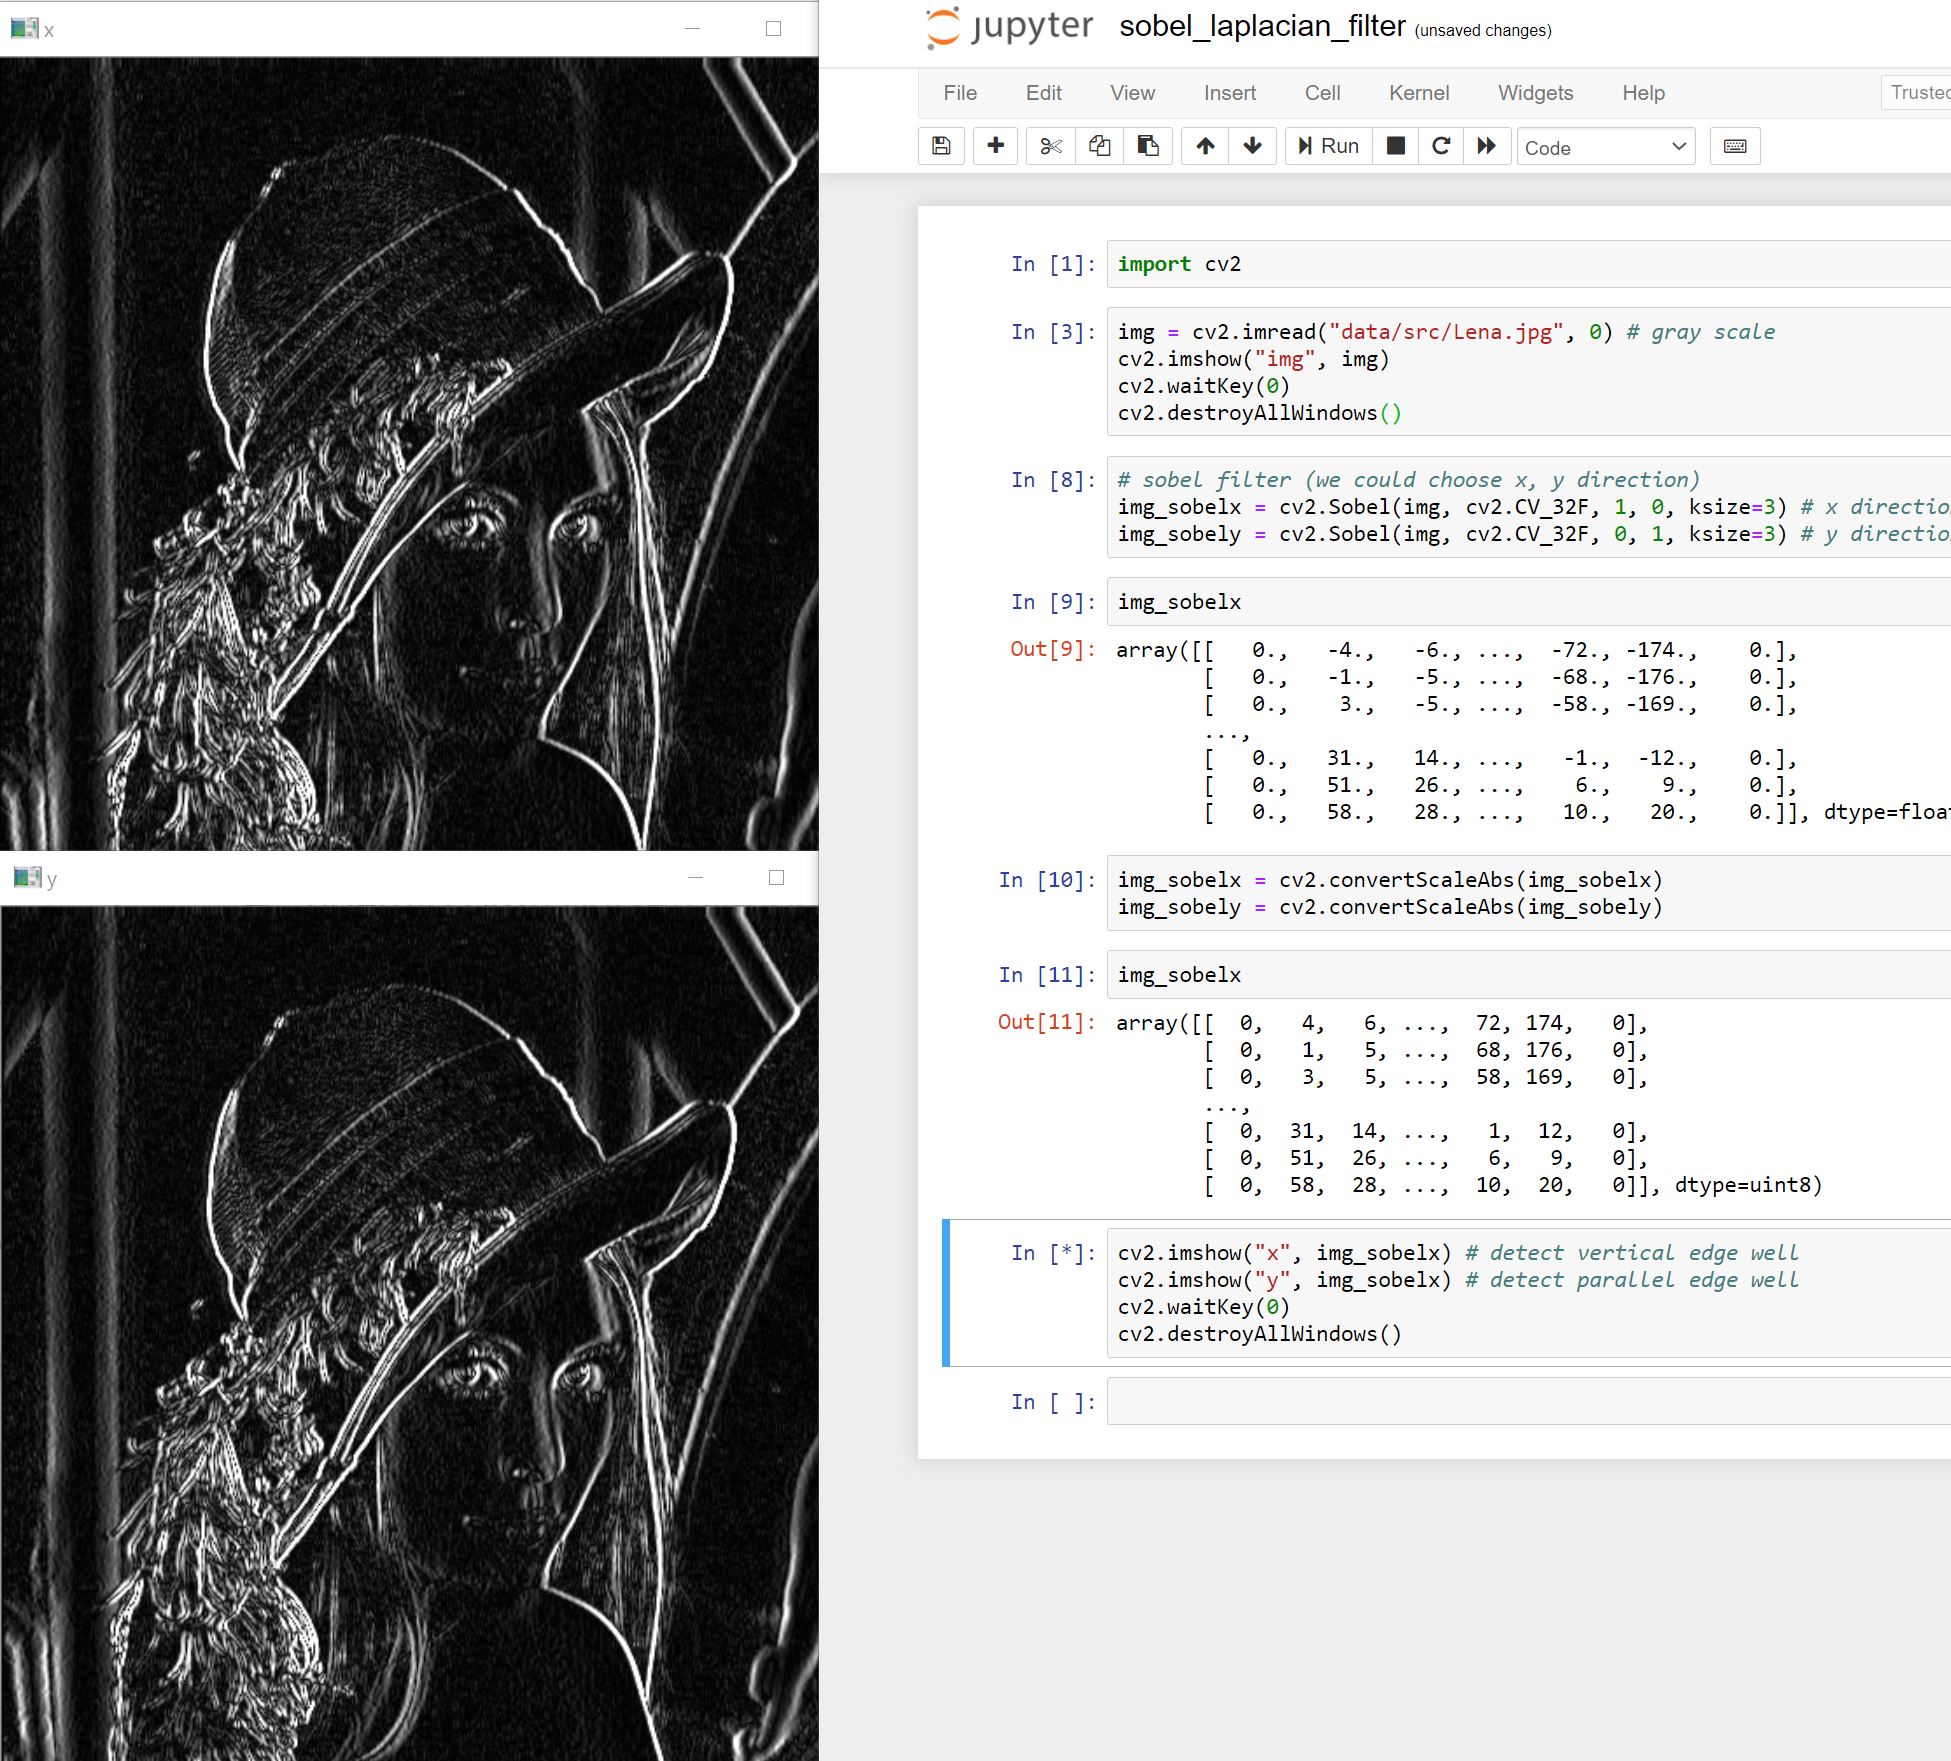 x
y
jupyter sobel_laplacian_filter (unsaved changes)
File Edit View Insert Cell Kernel Widgets Help Trusted
Run Code
In [1]: import cv2
In [3]: img = cv2.imread("data/src/Lena.jpg", 0) # gray scale
cv2.imshow("img", img)
cv2.waitKey(0)
cv2.destroyAllWindows()
In [8]: # sobel filter (we could choose x, y direction)
img_sobelx = cv2.Sobel(img, cv2.CV_32F, 1, 0, ksize=3) # x directio
img_sobely = cv2.Sobel(img, cv2.CV_32F, 0, 1, ksize=3) # y directio
In [9]: img_sobelx
Out[9]: array([[ 0., -4., -6., ..., -72., -174., 0.],
[ 0., -1., -5., ..., -68., -176., 0.],
[ 0., 3., -5., ..., -58., -169., 0.],
...,
[ 0., 31., 14., ..., -1., -12., 0.],
[ 0., 51., 26., ..., 6., 9., 0.],
[ 0., 58., 28., ..., 10., 20., 0.]], dtype=float
In [10]: img_sobelx = cv2.convertScaleAbs(img_sobelx)
img_sobely = cv2.convertScaleAbs(img_sobely)
In [11]: img_sobelx
Out[11]: array([[ 0, 4, 6, ..., 72, 174, 0],
[ 0, 1, 5, ..., 68, 176, 0],
[ 0, 3, 5, ..., 58, 169, 0],
...,
[ 0, 31, 14, ..., 1, 12, 0],
[ 0, 51, 26, ..., 6, 9, 0],
[ 0, 58, 28, ..., 10, 20, 0]], dtype=uint8)
In [*]: cv2.imshow("x", img_sobelx) # detect vertical edge well
cv2.imshow("y", img_sobelx) # detect parallel edge well
cv2.waitKey(0)
cv2.destroyAllWindows()
In [ ]: